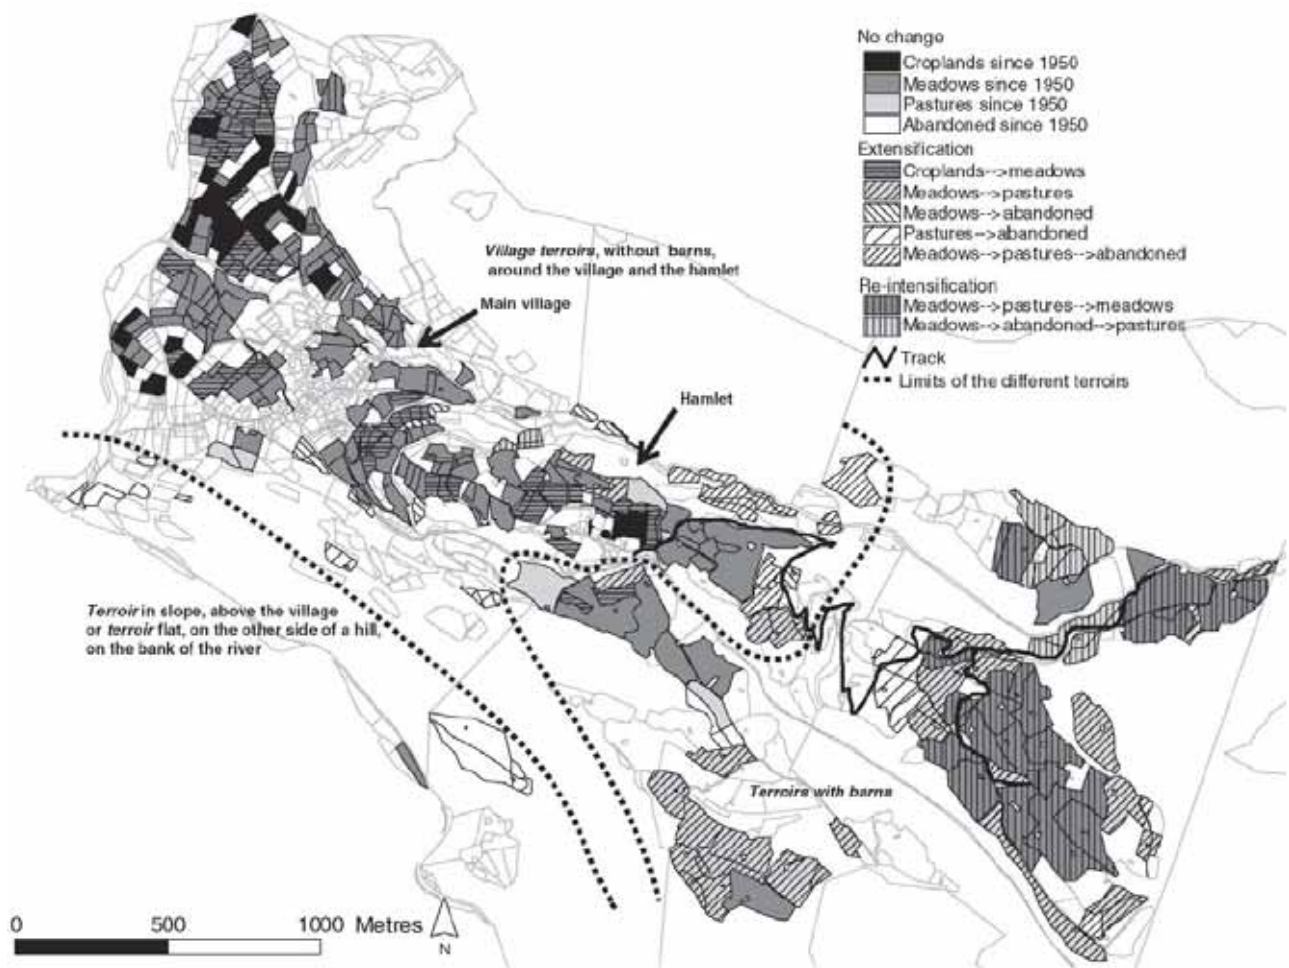 No change
Croplands since 1950
Meadows since 1950
Pastures since 1950
Abandoned since 1950
Extensification
Croplands-->meadows
Meadows-->pastures
Meadows-->abandoned
Pastures-->abandoned
Meadows-->pastures-->abandoned
Re-intensification
Meadows-->pastures-->meadows
Meadows-->abandoned-->pastures
Track
Limits of the different terroirs
Village terroirs, without barns,
around the village and the hamlet
Main village
Hamlet
Terroir in slope, above the village
or terroir flat, on the other side of a hill,
on the bank of the river
Terroirs with barns
0 500 1000 Metres
N